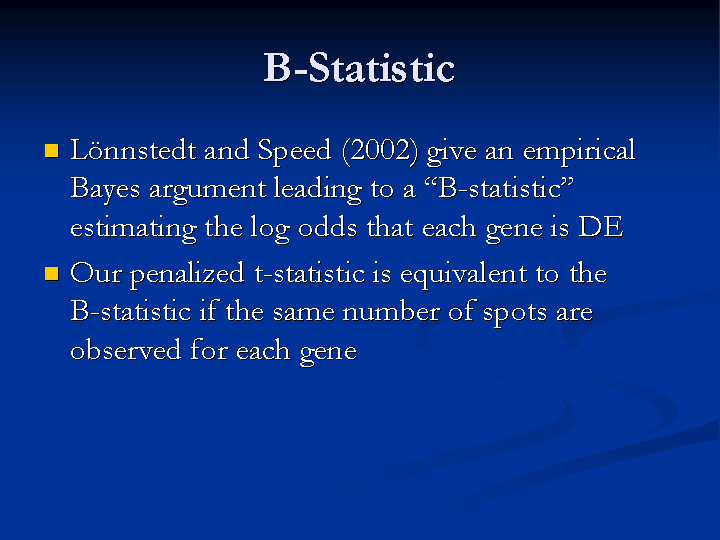 B-Statistic
Lönnstedt and Speed (2002) give an empirical
Bayes argument leading to a “B-statistic”
estimating the log odds that each gene is DE
Our penalized t-statistic is equivalent to the
B-statistic if the same number of spots are
observed for each gene